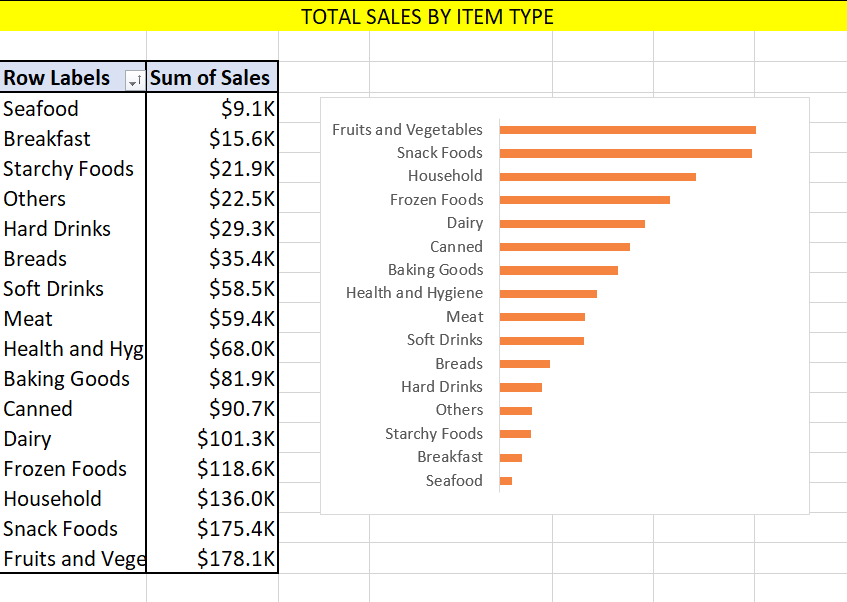 TOTAL SALES BY ITEM TYPE
Row Labels Sum of Sales
Seafood $9.1K
Breakfast $15.6K
Starchy Foods $21.9K
Others $22.5K
Hard Drinks $29.3K
Breads $35.4K
Soft Drinks $58.5K
Meat $59.4K
Health and Hyg $68.0K
Baking Goods $81.9K
Canned $90.7K
Dairy $101.3K
Frozen Foods $118.6K
Household $136.0K
Snack Foods $175.4K
Fruits and Vege $178.1K
Fruits and Vegetables
Snack Foods
Household
Frozen Foods
Dairy
Canned
Baking Goods
Health and Hygiene
Meat
Soft Drinks
Breads
Hard Drinks
Others
Starchy Foods
Breakfast
Seafood